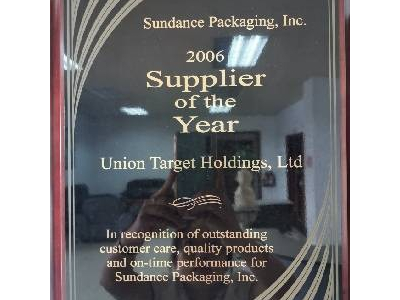 Sundance Packaging, Inc.
2006
Supplier
of the
Year
Union Target Holdings, Ltd
In recognition of outstanding
customer care, quality products
and on-time performance for
Sundance Packaging, Inc.